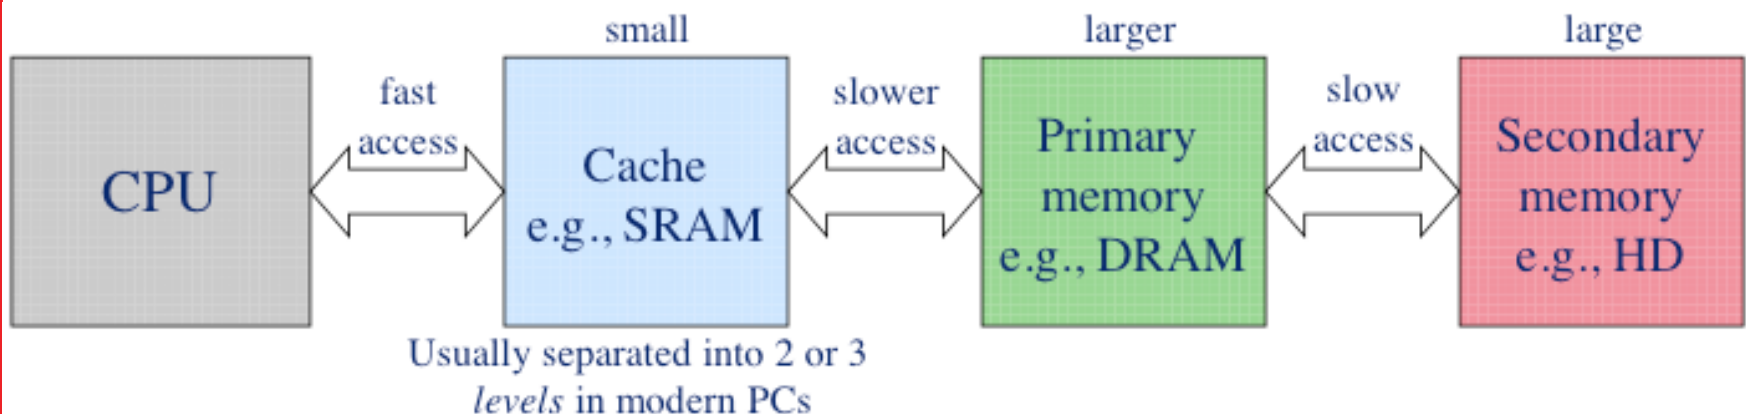 small
larger
large
CPU
fast
access
Cache
e.g., SRAM
slower
access
Primary
memory
e.g., DRAM
slow
access
Secondary
memory
e.g., HD
Usually separated into 2 or 3
levels in modern PCs